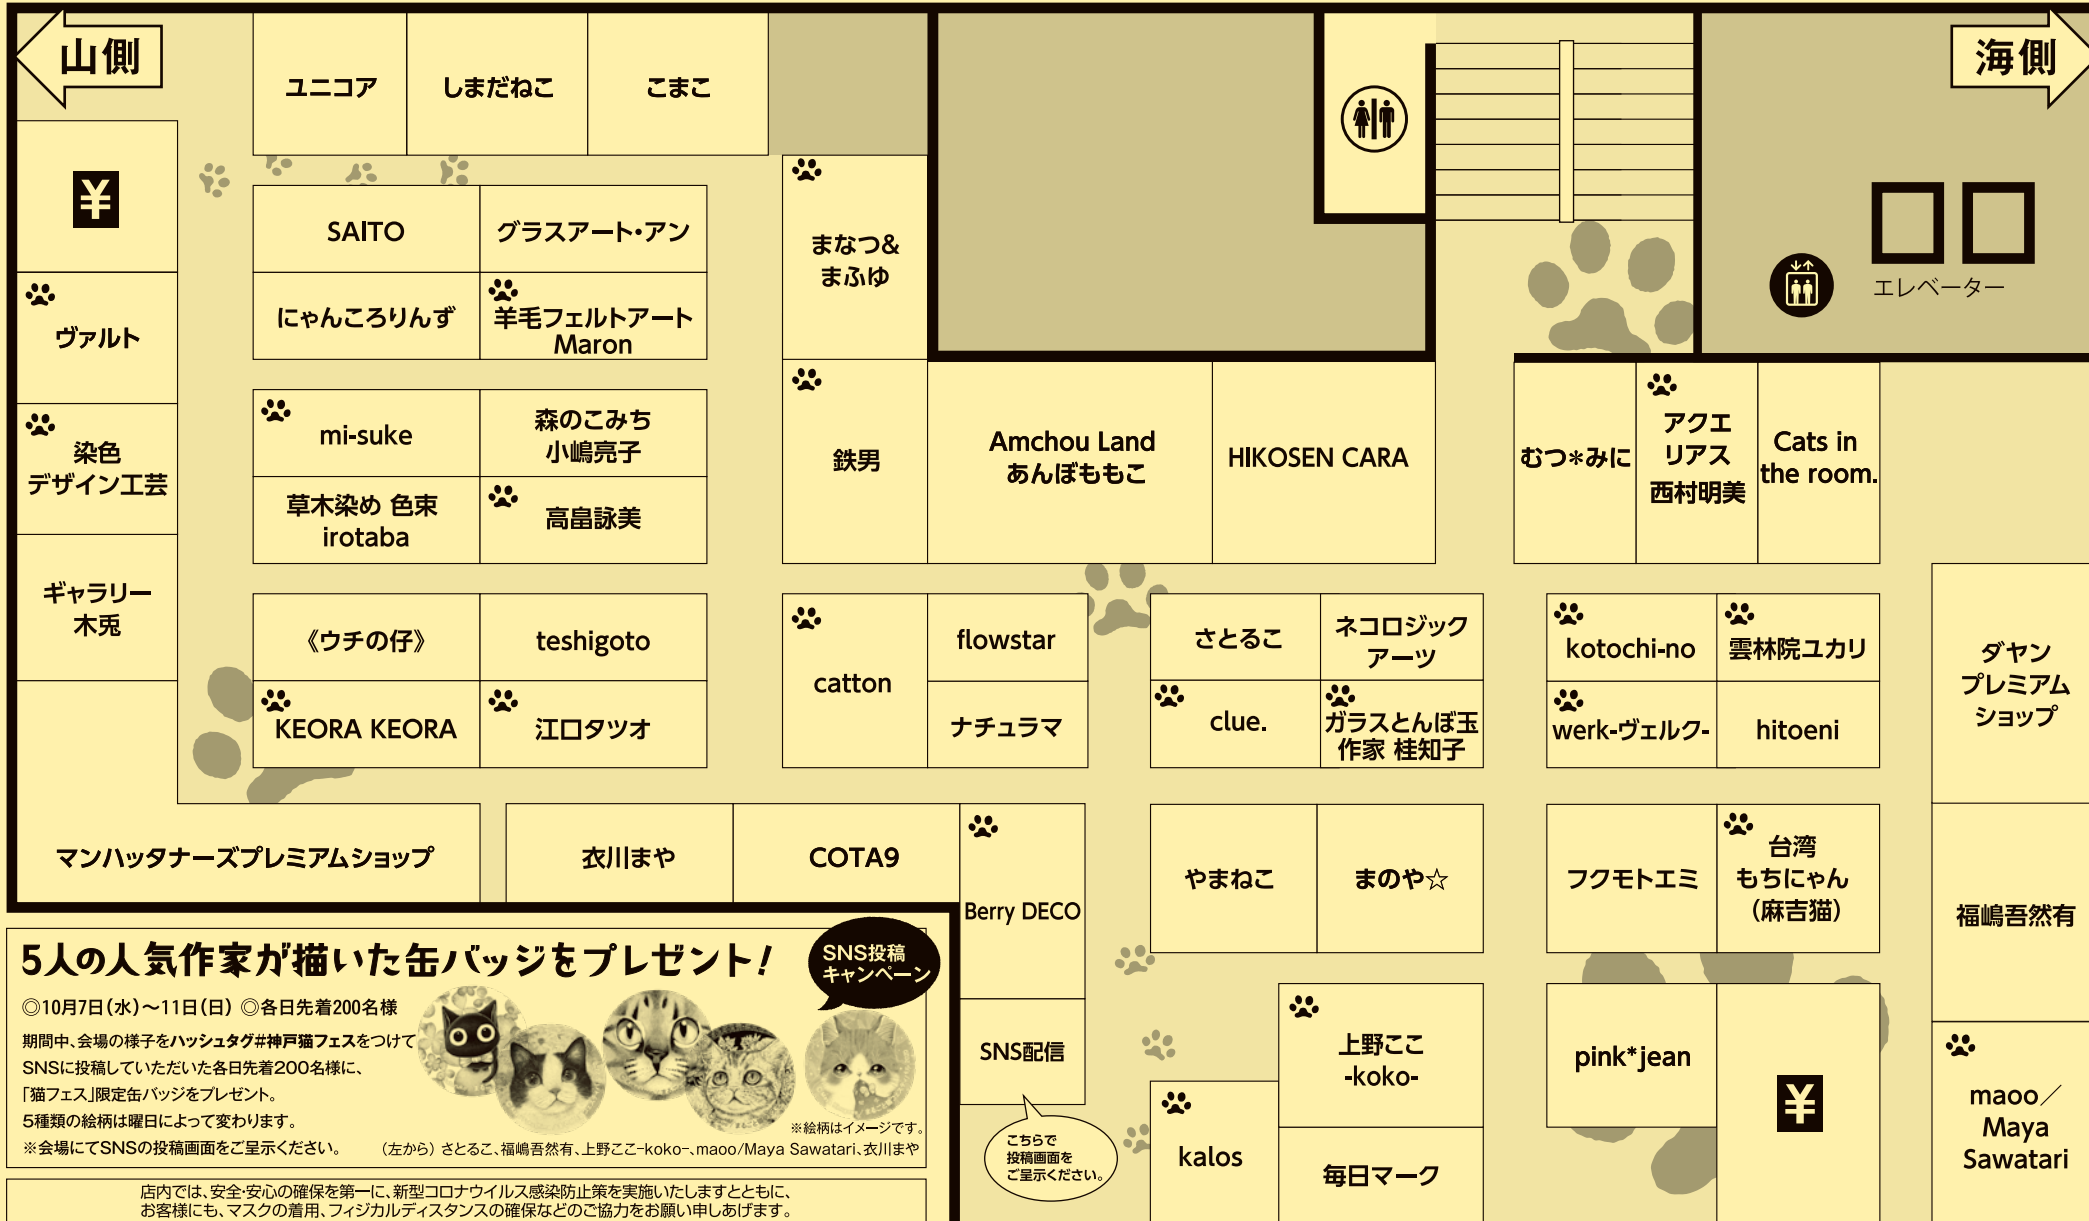 山側
海側
ユニコア
しまだねこ
こまこ
¥
SAITO
グラスアート・アン
まなつ&
まふゆ
エレベーター
ヴァルト
にゃんころりんず
羊毛フェルトアート
Maron
染色
デザイン工芸
mi-suke
森のこみち
小嶋亮子
鉄男
Amchou Land
あんぼももこ
HIKOSEN CARA
むつ*みに
アクエ
リアス
西村明美
Cats in
the room.
草木染め 色束
irotaba
高畠詠美
ギャラリー
木兎
《ウチの仔》
teshigoto
catton
flowstar
さとるこ
ネコロジック
アーツ
kotochi-no
雲林院ユカリ
ダヤン
プレミアム
ショップ
KEORA KEORA
江口タツオ
ナチュラマ
clue.
ガラスとんぼ玉
作家 桂知子
werk-ヴェルク-
hitoeni
マンハッタナーズプレミアムショップ
衣川まや
COTA9
Berry DECO
やまねこ
まのや☆
フクモトエミ
台湾
もちにゃん
(麻吉猫)
福嶋吾然有
SNS配信
こちらで
投稿画面を
ご呈示ください。
上野ここ
-koko-
kalos
毎日マーク
pink*jean
¥
maoo/
Maya
Sawatari
5人の人気作家が描いた缶バッジをプレゼント!
SNS投稿
キャンペーン
◎10月7日(水)〜11日(日) ◎各日先着200名様
期間中、会場の様子をハッシュタグ#神戸猫フェスをつけて
SNSに投稿していただいた各日先着200名様に、
「猫フェス」限定缶バッジをプレゼント。
5種類の絵柄は曜日によって変わります。
※会場にてSNSの投稿画面をご呈示ください。
※絵柄はイメージです。
(左から) さとるこ、福嶋吾然有、上野ここ-koko-、maoo/Maya Sawatari、衣川まや
店内では、安全・安心の確保を第一に、新型コロナウイルス感染防止策を実施いたしますとともに、
お客様にも、マスクの着用、フィジカルディスタンスの確保などのご協力をお願い申しあげます。